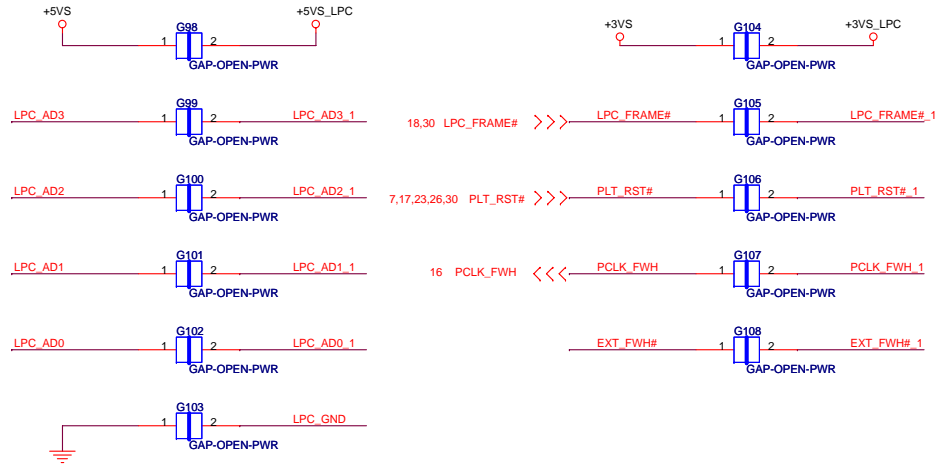 +5VS +5VS_LPC
G98
1 2
GAP-OPEN-PWR
LPC_AD3 G99 LPC_AD3_1
1 2
GAP-OPEN-PWR
LPC_AD2 G100 LPC_AD2_1
1 2
GAP-OPEN-PWR
LPC_AD1 G101 LPC_AD1_1
1 2
GAP-OPEN-PWR
LPC_AD0 G102 LPC_AD0_1
1 2
GAP-OPEN-PWR
G103 LPC_GND
1 2
GAP-OPEN-PWR
+3VS +3VS_LPC
G104
1 2
GAP-OPEN-PWR
18,30 LPC_FRAME# LPC_FRAME# G105 LPC_FRAME#_1
1 2
GAP-OPEN-PWR
7,17,23,26,30 PLT_RST# PLT_RST# G106 PLT_RST#_1
1 2
GAP-OPEN-PWR
16 PCLK_FWH PCLK_FWH G107 PCLK_FWH_1
1 2
GAP-OPEN-PWR
EXT_FWH# G108 EXT_FWH#_1
1 2
GAP-OPEN-PWR